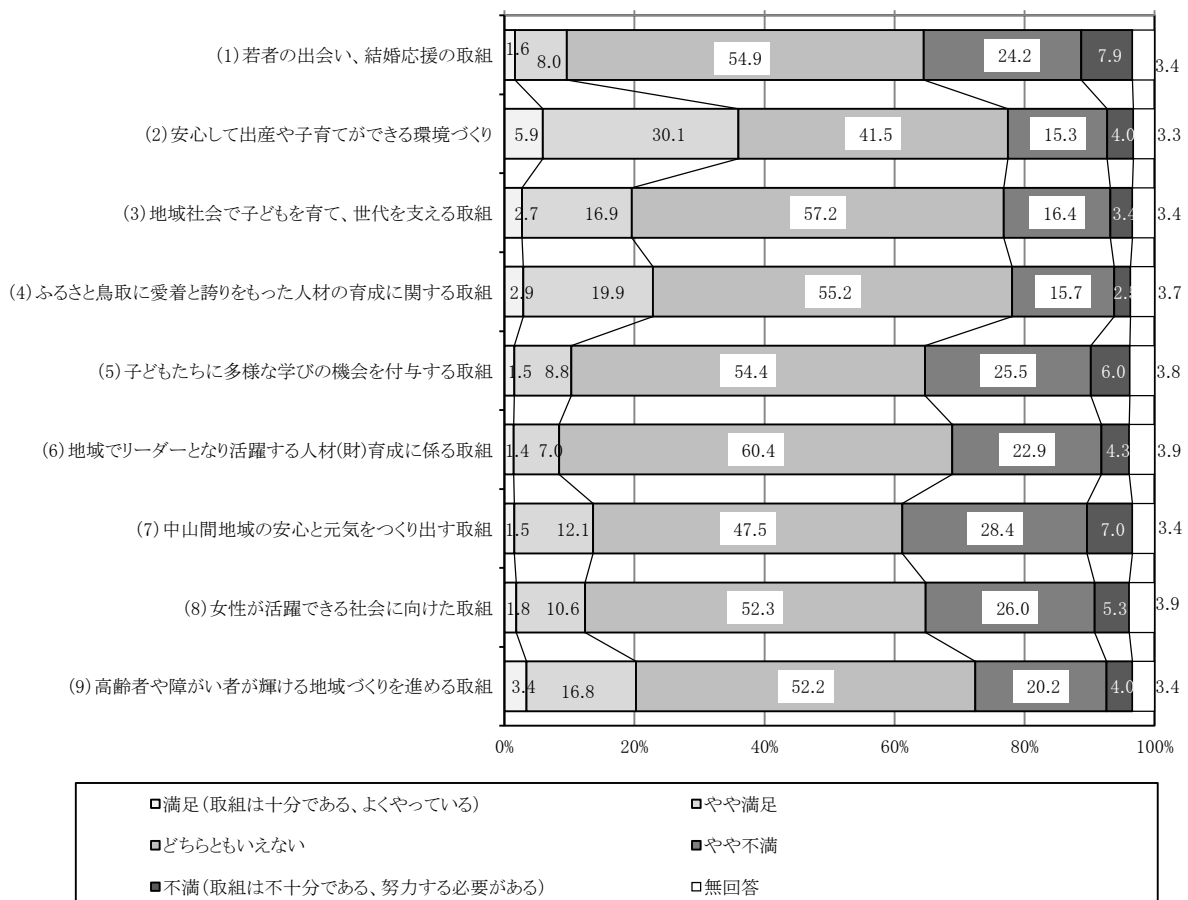 (1)若者の出会い、結婚応援の取組 1.6 8.0 54.9 24.2 7.9 3.4
(2)安心して出産や子育てができる環境づくり 5.9 30.1 41.5 15.3 4.0 3.3
(3)地域社会で子どもを育て、世代を支える取組 2.7 16.9 57.2 16.4 3.4 3.4
(4)ふるさと鳥取に愛着と誇りをもった人材の育成に関する取組 2.9 19.9 55.2 15.7 3.7
(5)子どもたちに多様な学びの機会を付与する取組 1.5 8.8 54.4 25.5 6.0 3.8
(6)地域でリーダーとなり活躍する人材(財)育成に係る取組 1.4 7.0 60.4 22.9 4.3 3.9
(7)中山間地域の安心と元気をつくり出す取組 1.5 12.1 47.5 28.4 7.0 3.4
(8)女性が活躍できる社会に向けた取組 1.8 10.6 52.3 26.0 5.3 3.9
(9)高齢者や障がい者が輝ける地域づくりを進める取組 3.4 16.8 52.2 20.2 4.0 3.4
0% 20% 40% 60% 80% 100%
満足(取組は十分である、よくやっている) やや満足
どちらともいえない やや不満
不満(取組は不十分である、努力する必要がある) 無回答